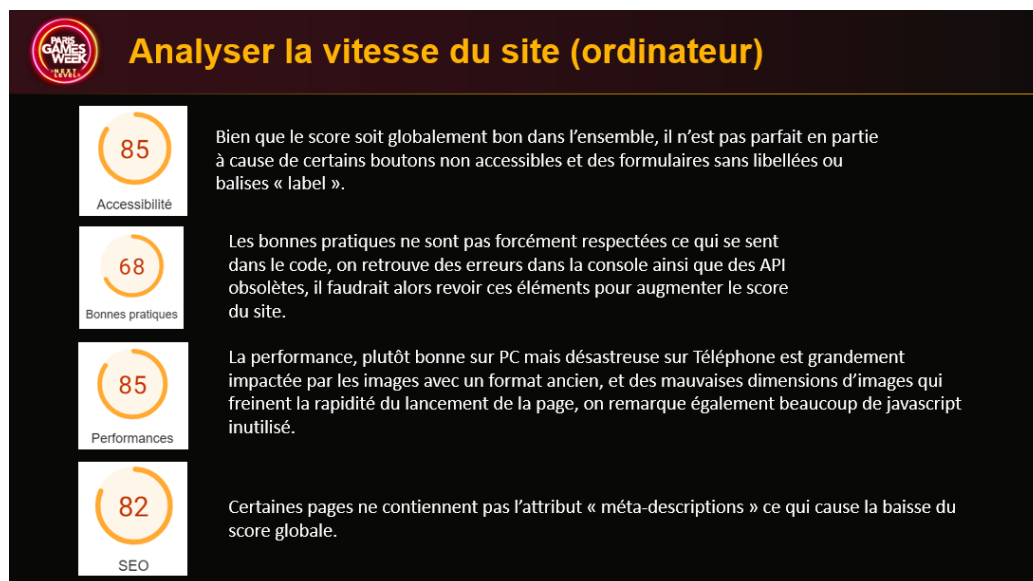 PARIS
GAMES
WEEK
NEXT
LEVEL
Analyser la vitesse du site (ordinateur)
85
Accessibilité
Bien que le score soit globalement bon dans l’ensemble, il n’est pas parfait en partie
à cause de certains boutons non accessibles et des formulaires sans libellées ou
balises « label ».
68
Bonnes pratiques
Les bonnes pratiques ne sont pas forcément respectées ce qui se sent
dans le code, on retrouve des erreurs dans la console ainsi que des API
obsolètes, il faudrait alors revoir ces éléments pour augmenter le score
du site.
85
Performances
La performance, plutôt bonne sur PC mais désastreuse sur Téléphone est grandement
impactée par les images avec un format ancien, et des mauvaises dimensions d’images qui
freinent la rapidité du lancement de la page, on remarque également beaucoup de javascript
inutilisé.
82
SEO
Certaines pages ne contiennent pas l’attribut « méta-descriptions » ce qui cause la baisse du
score globale.